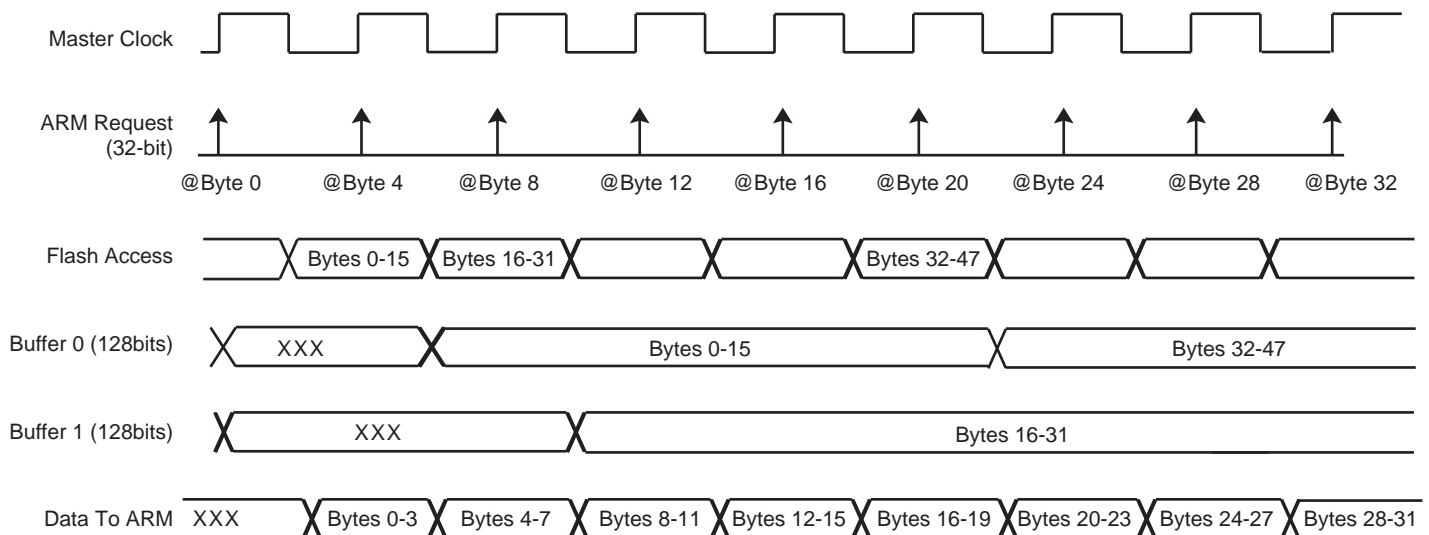 Master Clock
ARM Request
(32-bit)
@Byte 0 @Byte 4 @Byte 8 @Byte 12 @Byte 16 @Byte 20 @Byte 24 @Byte 28 @Byte 32
Flash Access Bytes 0-15 Bytes 16-31 Bytes 32-47
Buffer 0 (128bits) XXX Bytes 0-15 Bytes 32-47
Buffer 1 (128bits) XXX Bytes 16-31
Data To ARM XXX Bytes 0-3 Bytes 4-7 Bytes 8-11 Bytes 12-15 Bytes 16-19 Bytes 20-23 Bytes 24-27 Bytes 28-31